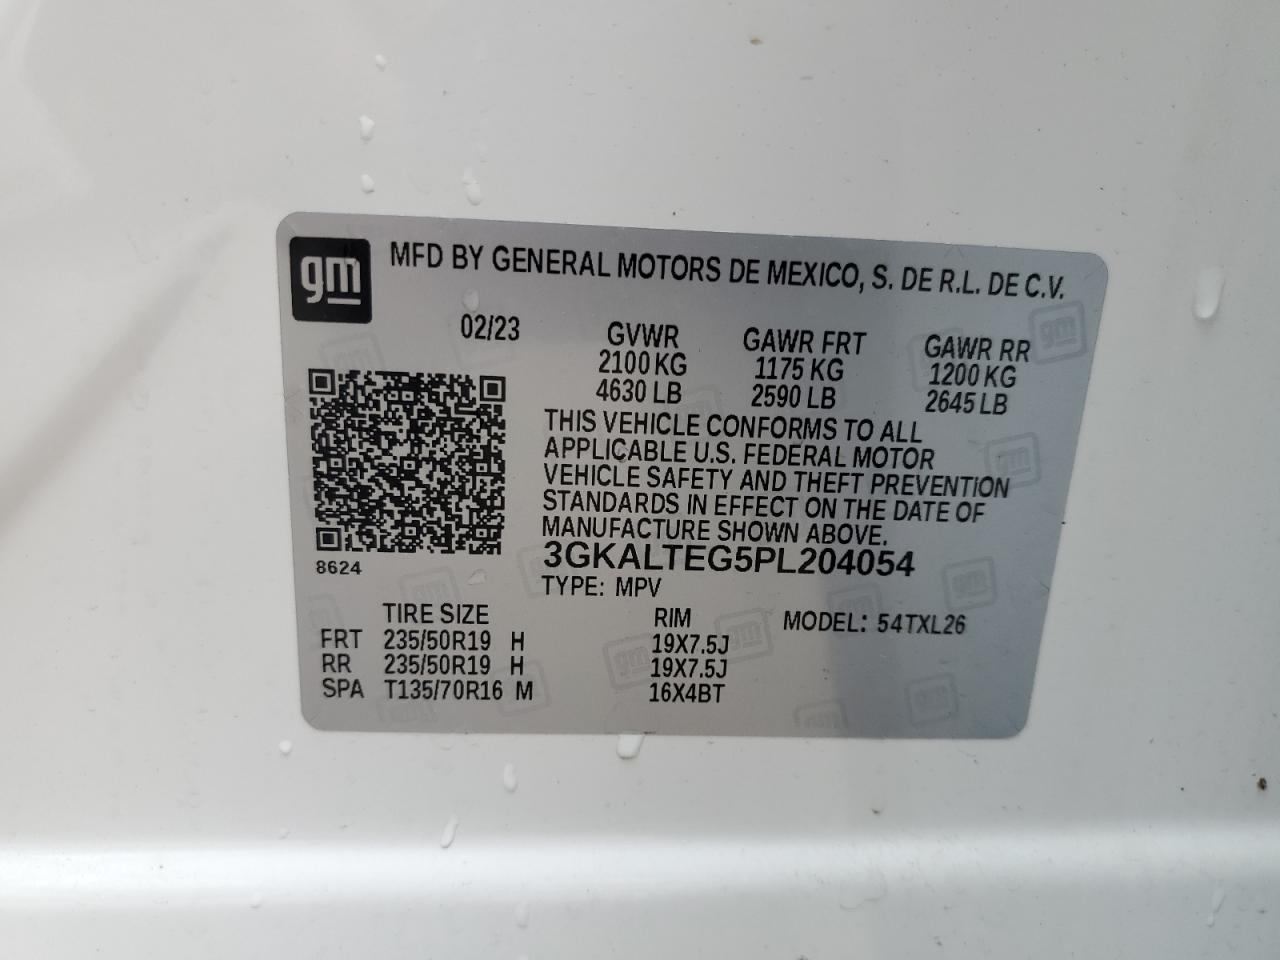 gm
MFD BY GENERAL MOTORS DE MEXICO, S. DE R.L. DE C.V.
02/23
GVWR GAWR FRT GAWR RR
2100 KG 1175 KG 1200 KG
4630 LB 2590 LB 2645 LB
THIS VEHICLE CONFORMS TO ALL
APPLICABLE U.S. FEDERAL MOTOR
VEHICLE SAFETY AND THEFT PREVENTION
STANDARDS IN EFFECT ON THE DATE OF
MANUFACTURE SHOWN ABOVE.
8624
3GKALTEG5PL204054
TYPE: MPV
TIRE SIZE RIM MODEL: 54TXL26
FRT 235/50R19 H 19X7.5J
RR 235/50R19 H 19X7.5J
SPA T135/70R16 M 16X4BT